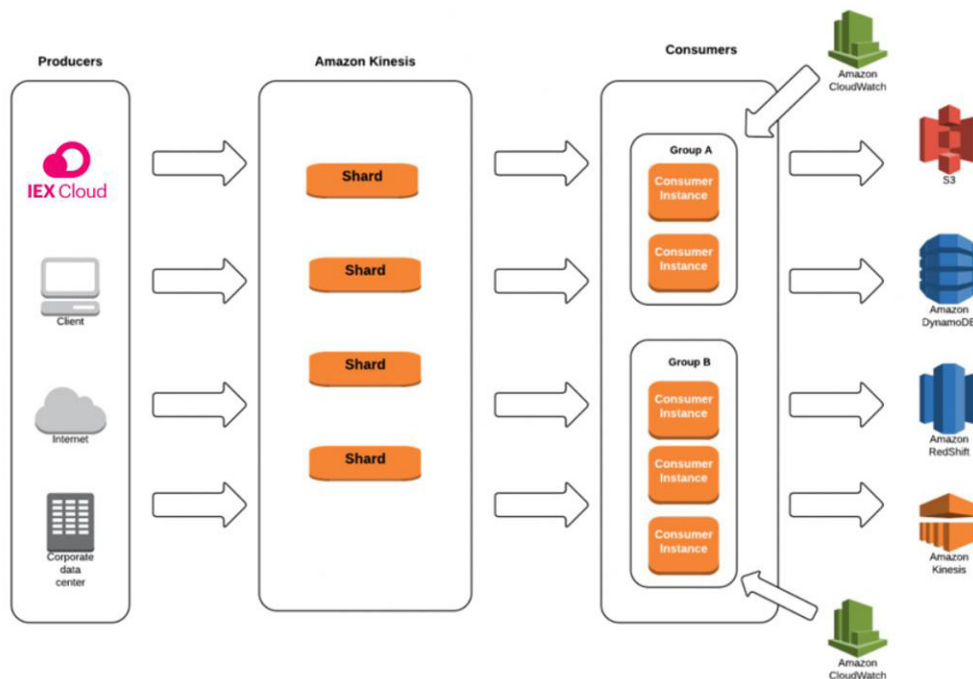 Producers
IEX Cloud
Client
Internet
Corporate
data
center
Amazon Kinesis
Shard
Shard
Shard
Shard
Consumers
Group A
Consumer
Instance
Consumer
Instance
Group B
Consumer
Instance
Consumer
Instance
Consumer
Instance
Amazon
CloudWatch
S3
Amazon
DynamoDB
Amazon
RedShift
Amazon
Kinesis
Amazon
CloudWatch